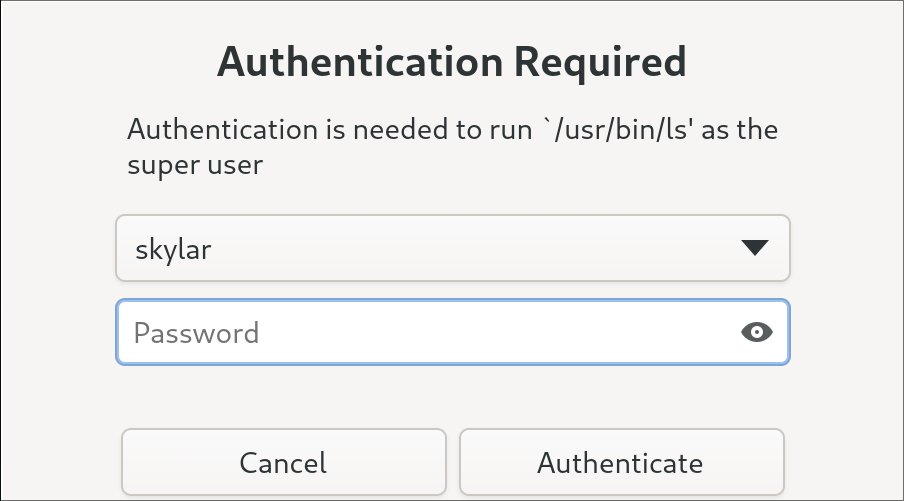 Authentication Required
Authentication is needed to run `/usr/bin/ls' as the
super user
skylar
Password
Cancel
Authenticate